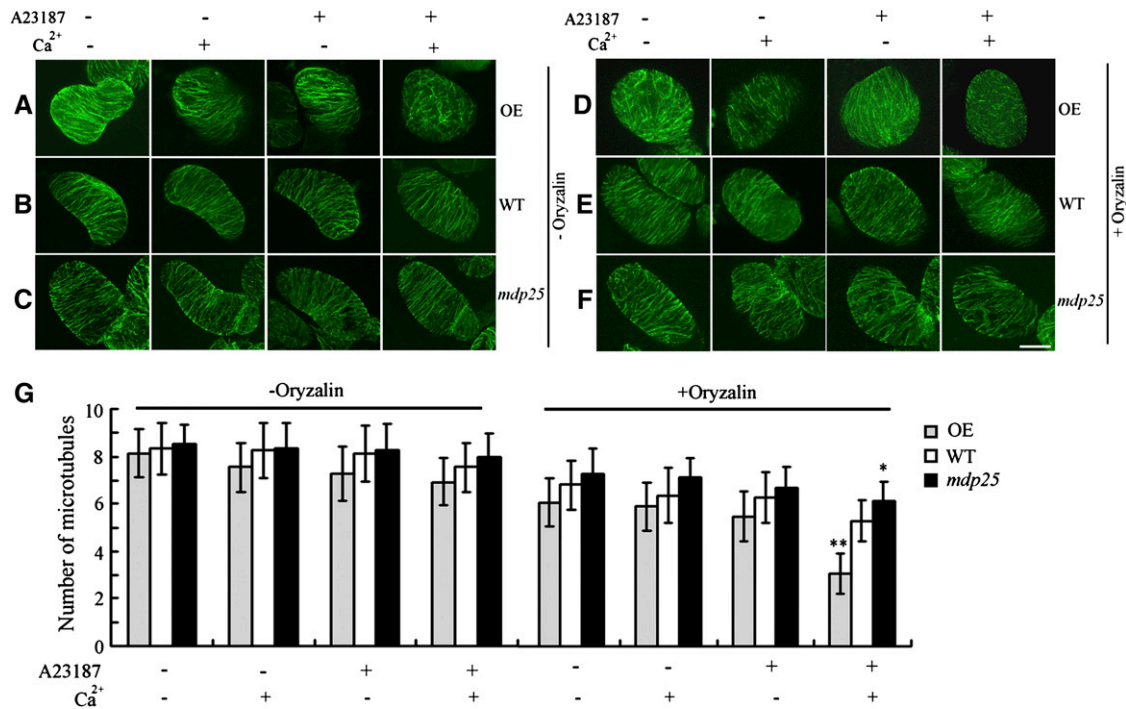 A23187 - - + +
Ca²⁺ - + - +
A
OE
B
WT
C
mdp25
- Oryzalin
A23187 - - + +
Ca²⁺ - + - +
D
OE
E
WT
F
mdp25
+ Oryzalin
G
-Oryzalin
+Oryzalin
Number of microtubules
10
8
6
4
2
0
**
*
OE
WT
mdp25
A23187 - - + + - - + +
Ca²⁺ - + - + - + - +